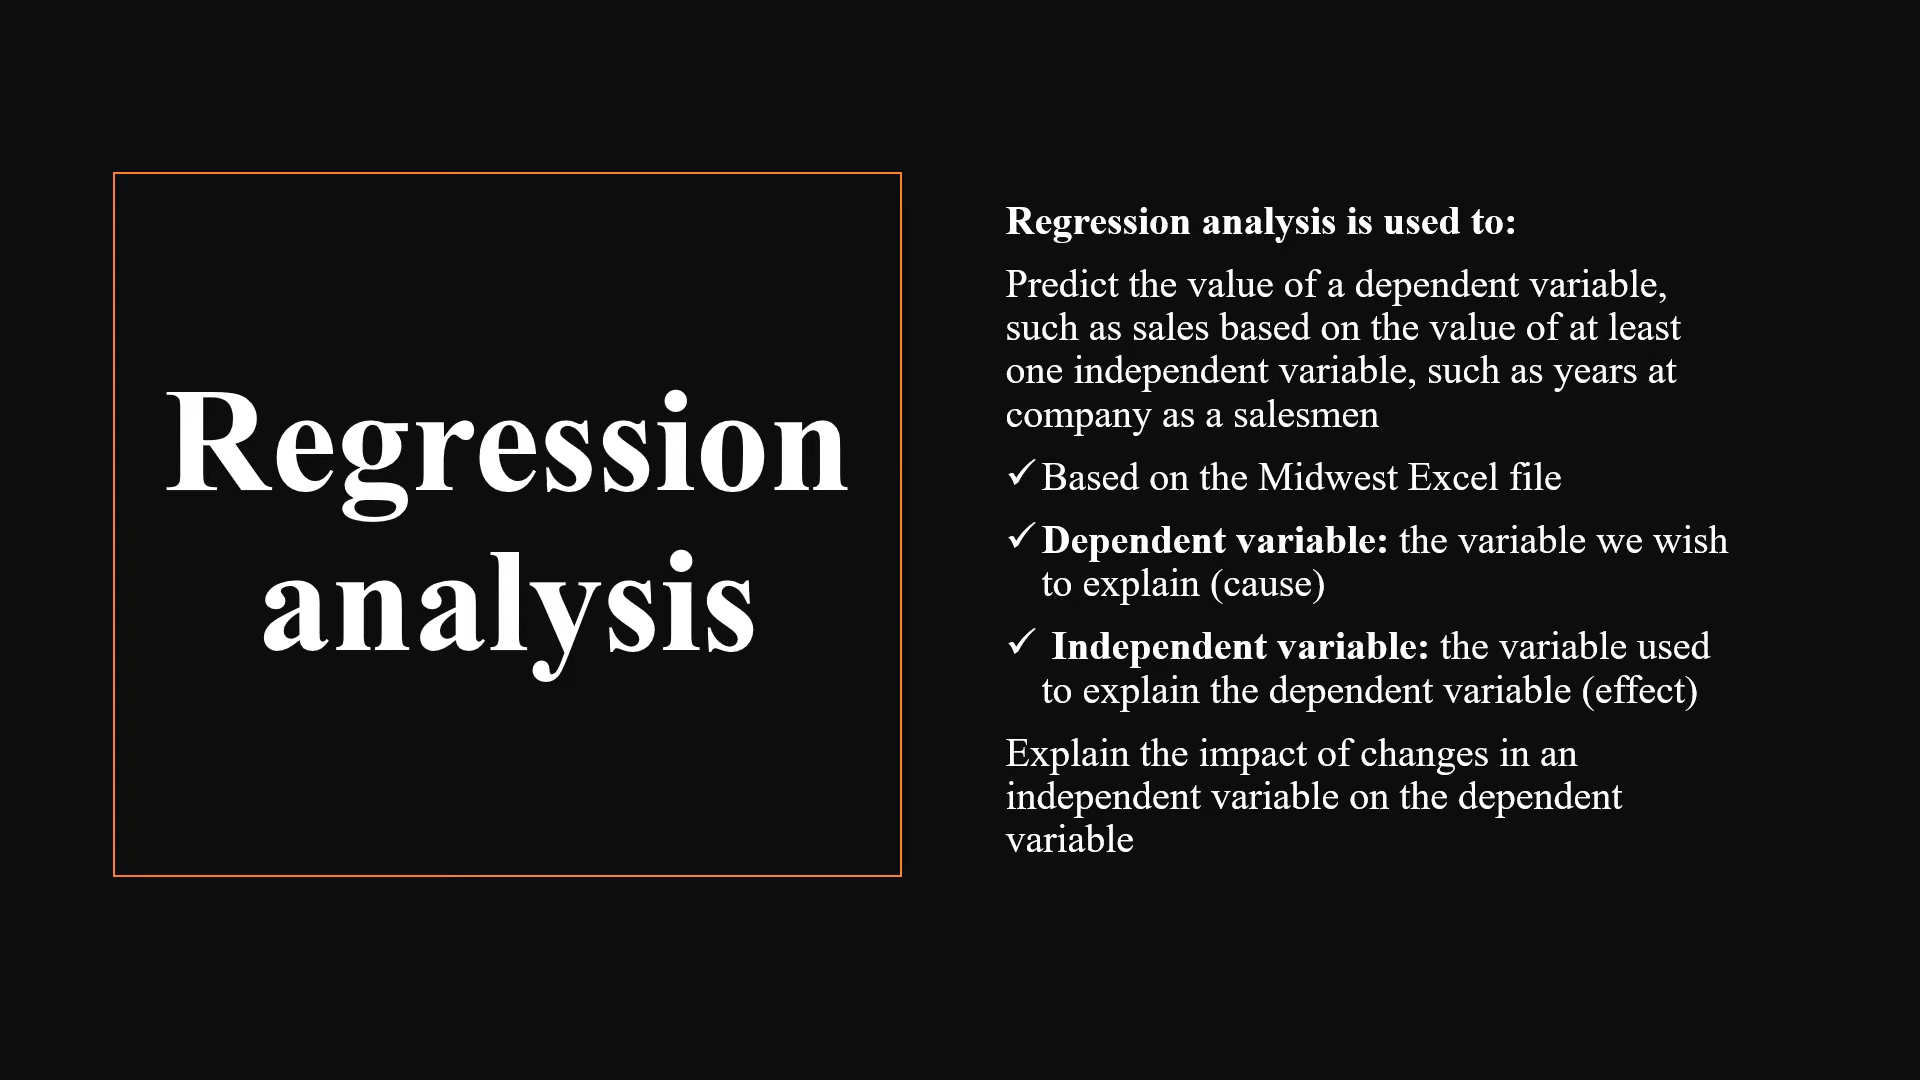 Regression
analysis
Regression analysis is used to:
Predict the value of a dependent variable,
such as sales based on the value of at least
one independent variable, such as years at
company as a salesmen
✓Based on the Midwest Excel file
✓Dependent variable: the variable we wish
to explain (cause)
✓ Independent variable: the variable used
to explain the dependent variable (effect)
Explain the impact of changes in an
independent variable on the dependent
variable